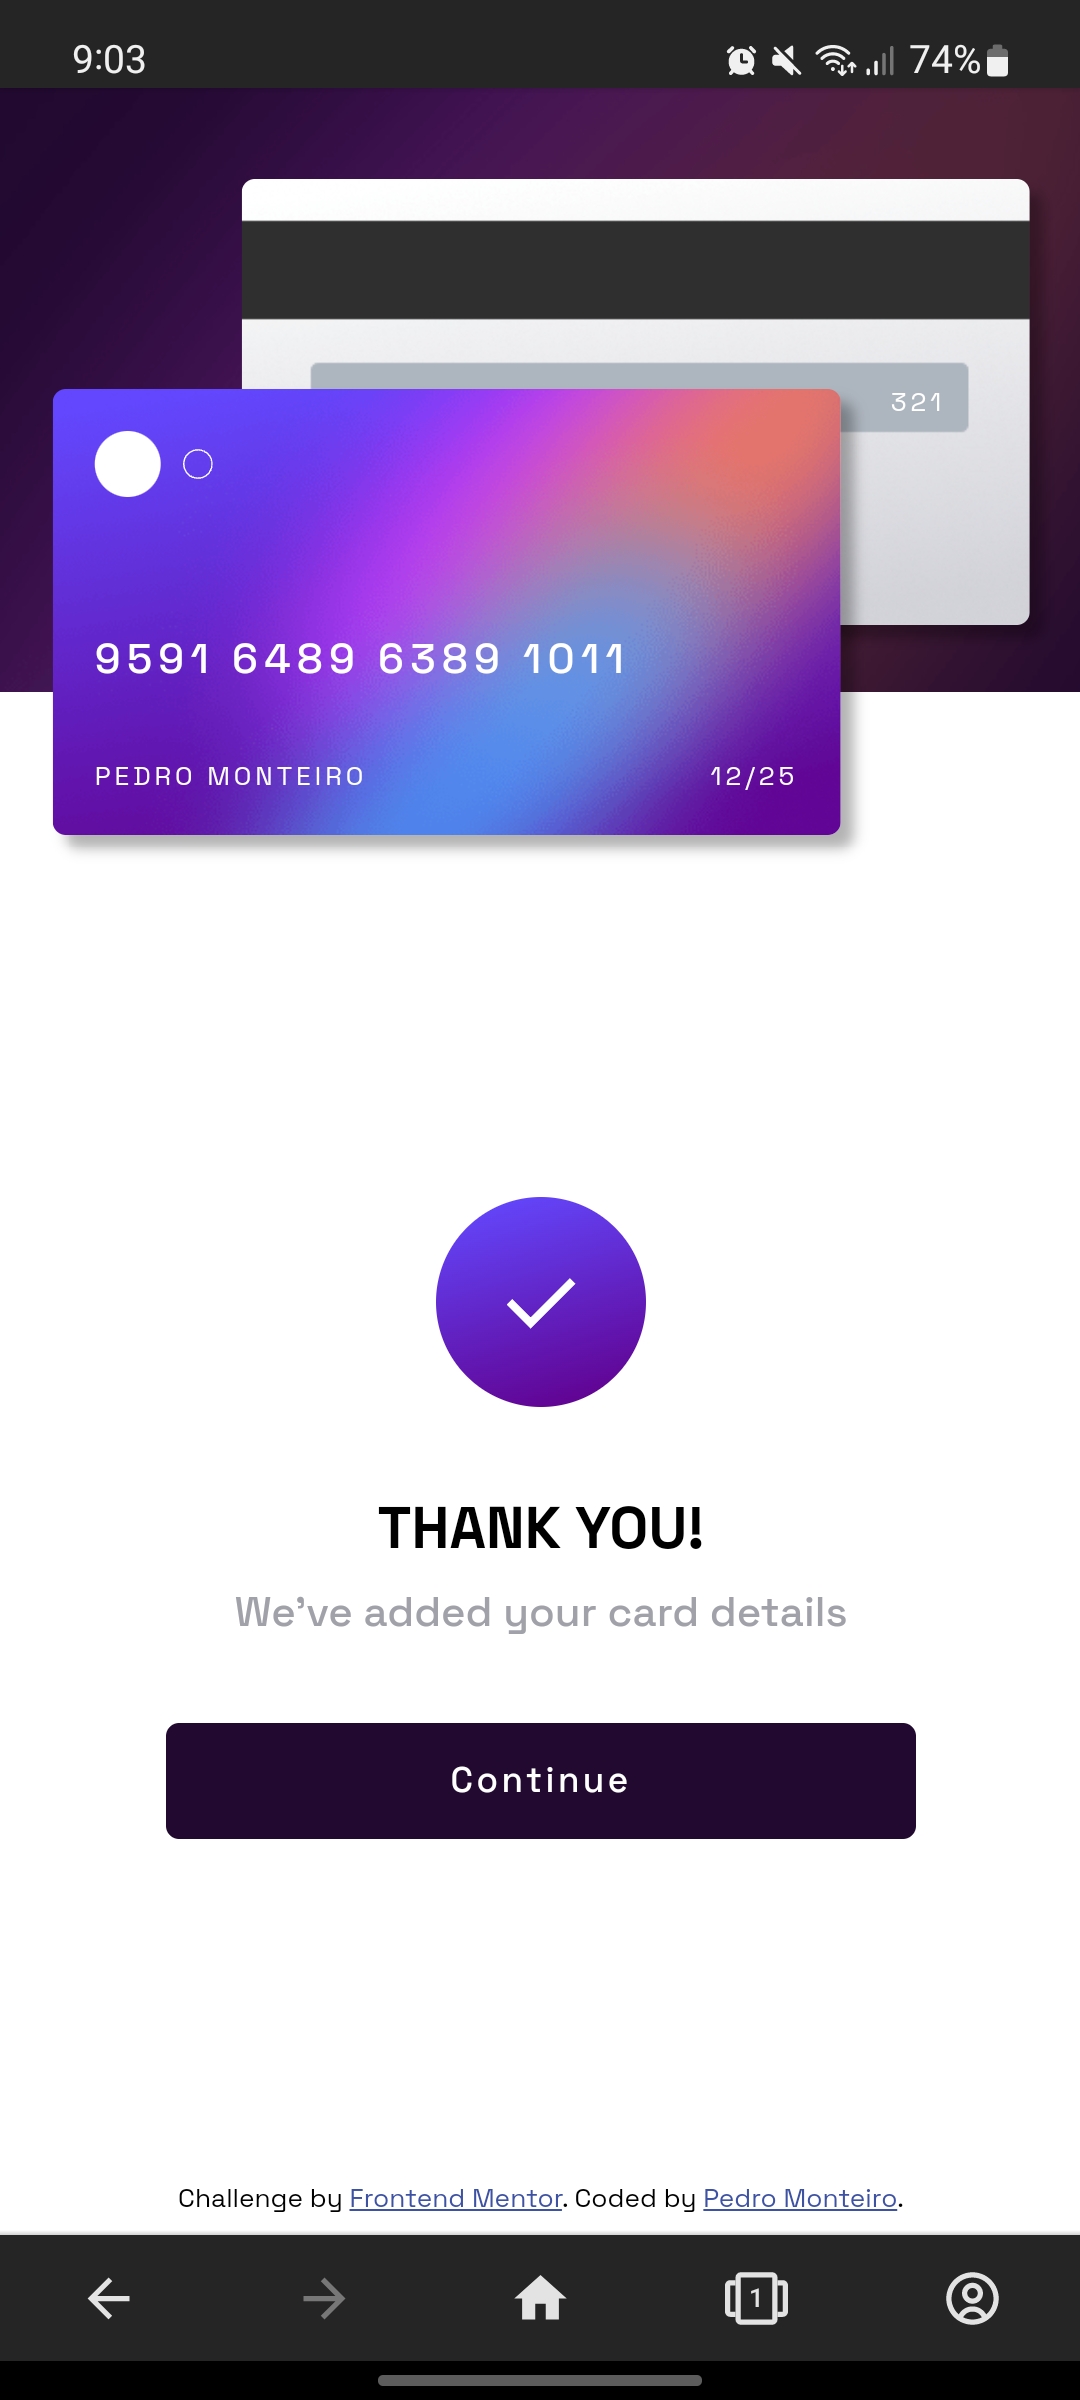 9:03 74%
321
9591 6489 6389 1011
PEDRO MONTEIRO 12/25
THANK YOU!
We've added your card details
Continue
Challenge by Frontend Mentor. Coded by Pedro Monteiro.
1